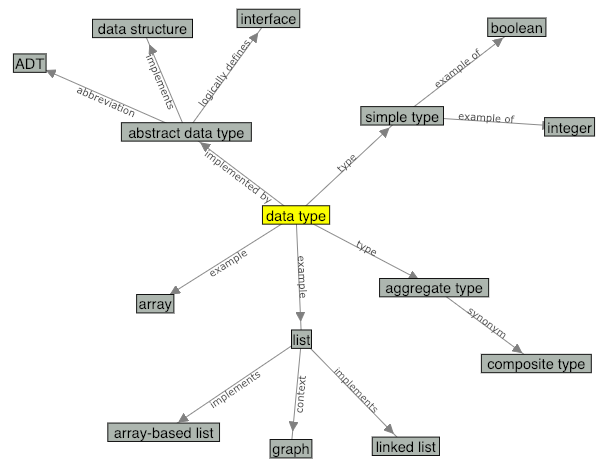 interface
data structure
boolean
ADT
implements
logically defines
example of
abbreviation
simple type
example of
integer
abstract data type
implemented by
type
data type
example
example
type
array
aggregate type
synonym
list
composite type
implements
context
implements
array-based list
graph
linked list